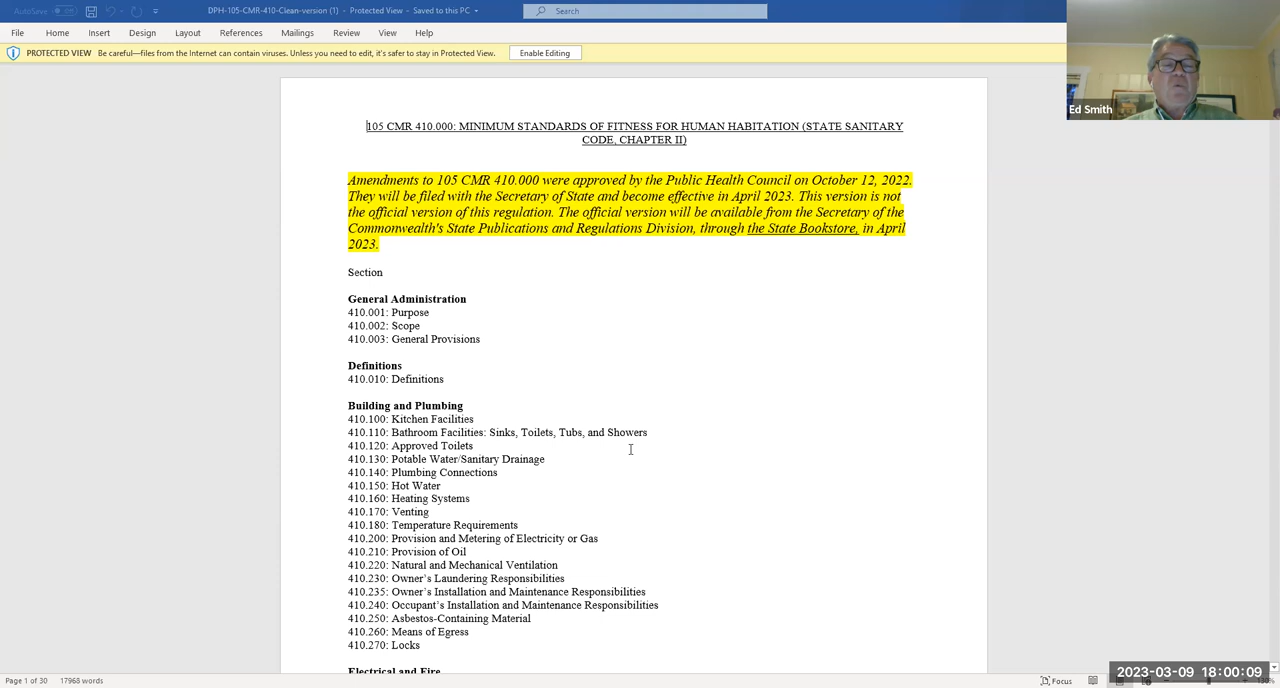 AutoSave
Off
DPH-105-CMR-410-Clean-version (1) - Protected View - Saved to this PC
Search
File Home Insert Design Layout References Mailings Review View Help
PROTECTED VIEW Be careful—files from the Internet can contain viruses. Unless you need to edit, it's safer to stay in Protected View. Enable Editing
Ed Smith
105 CMR 410.000: MINIMUM STANDARDS OF FITNESS FOR HUMAN HABITATION (STATE SANITARY
CODE, CHAPTER II)
Amendments to 105 CMR 410.000 were approved by the Public Health Council on October 12, 2022.
They will be filed with the Secretary of State and become effective in April 2023. This version is not
the official version of this regulation. The official version will be available from the Secretary of the
Commonwealth's State Publications and Regulations Division, through the State Bookstore, in April
2023.
Section
General Administration
410.001: Purpose
410.002: Scope
410.003: General Provisions
Definitions
410.010: Definitions
Building and Plumbing
410.100: Kitchen Facilities
410.110: Bathroom Facilities: Sinks, Toilets, Tubs, and Showers
410.120: Approved Toilets
410.130: Potable Water/Sanitary Drainage
410.140: Plumbing Connections
410.150: Hot Water
410.160: Heating Systems
410.170: Venting
410.180: Temperature Requirements
410.200: Provision and Metering of Electricity or Gas
410.210: Provision of Oil
410.220: Natural and Mechanical Ventilation
410.230: Owner's Laundering Responsibilities
410.235: Owner's Installation and Maintenance Responsibilities
410.240: Occupant's Installation and Maintenance Responsibilities
410.250: Asbestos-Containing Material
410.260: Means of Egress
410.270: Locks
Electrical and Fire
2023-03-09 18:00:09
Page 1 of 30 17968 words
Focus
130%